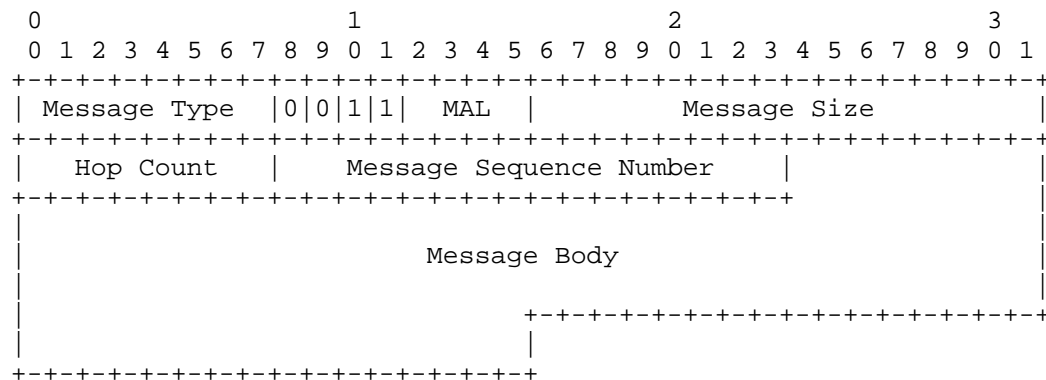 0                   1                   2                   3
 0 1 2 3 4 5 6 7 8 9 0 1 2 3 4 5 6 7 8 9 0 1 2 3 4 5 6 7 8 9 0 1
+-+-+-+-+-+-+-+-+-+-+-+-+-+-+-+-+-+-+-+-+-+-+-+-+-+-+-+-+-+-+-+-+
| Message Type  |0|0|1|1|  MAL  |         Message Size          |
+-+-+-+-+-+-+-+-+-+-+-+-+-+-+-+-+-+-+-+-+-+-+-+-+-+-+-+-+-+-+-+-+
|   Hop Count   |    Message Sequence Number    |               |
+-+-+-+-+-+-+-+-+-+-+-+-+-+-+-+-+-+-+-+-+-+-+-+-+               |
|                                                               |
|                         Message Body                          |
|                                                               |
|                               +-+-+-+-+-+-+-+-+-+-+-+-+-+-+-+-+
|                               |
+-+-+-+-+-+-+-+-+-+-+-+-+-+-+-+-+